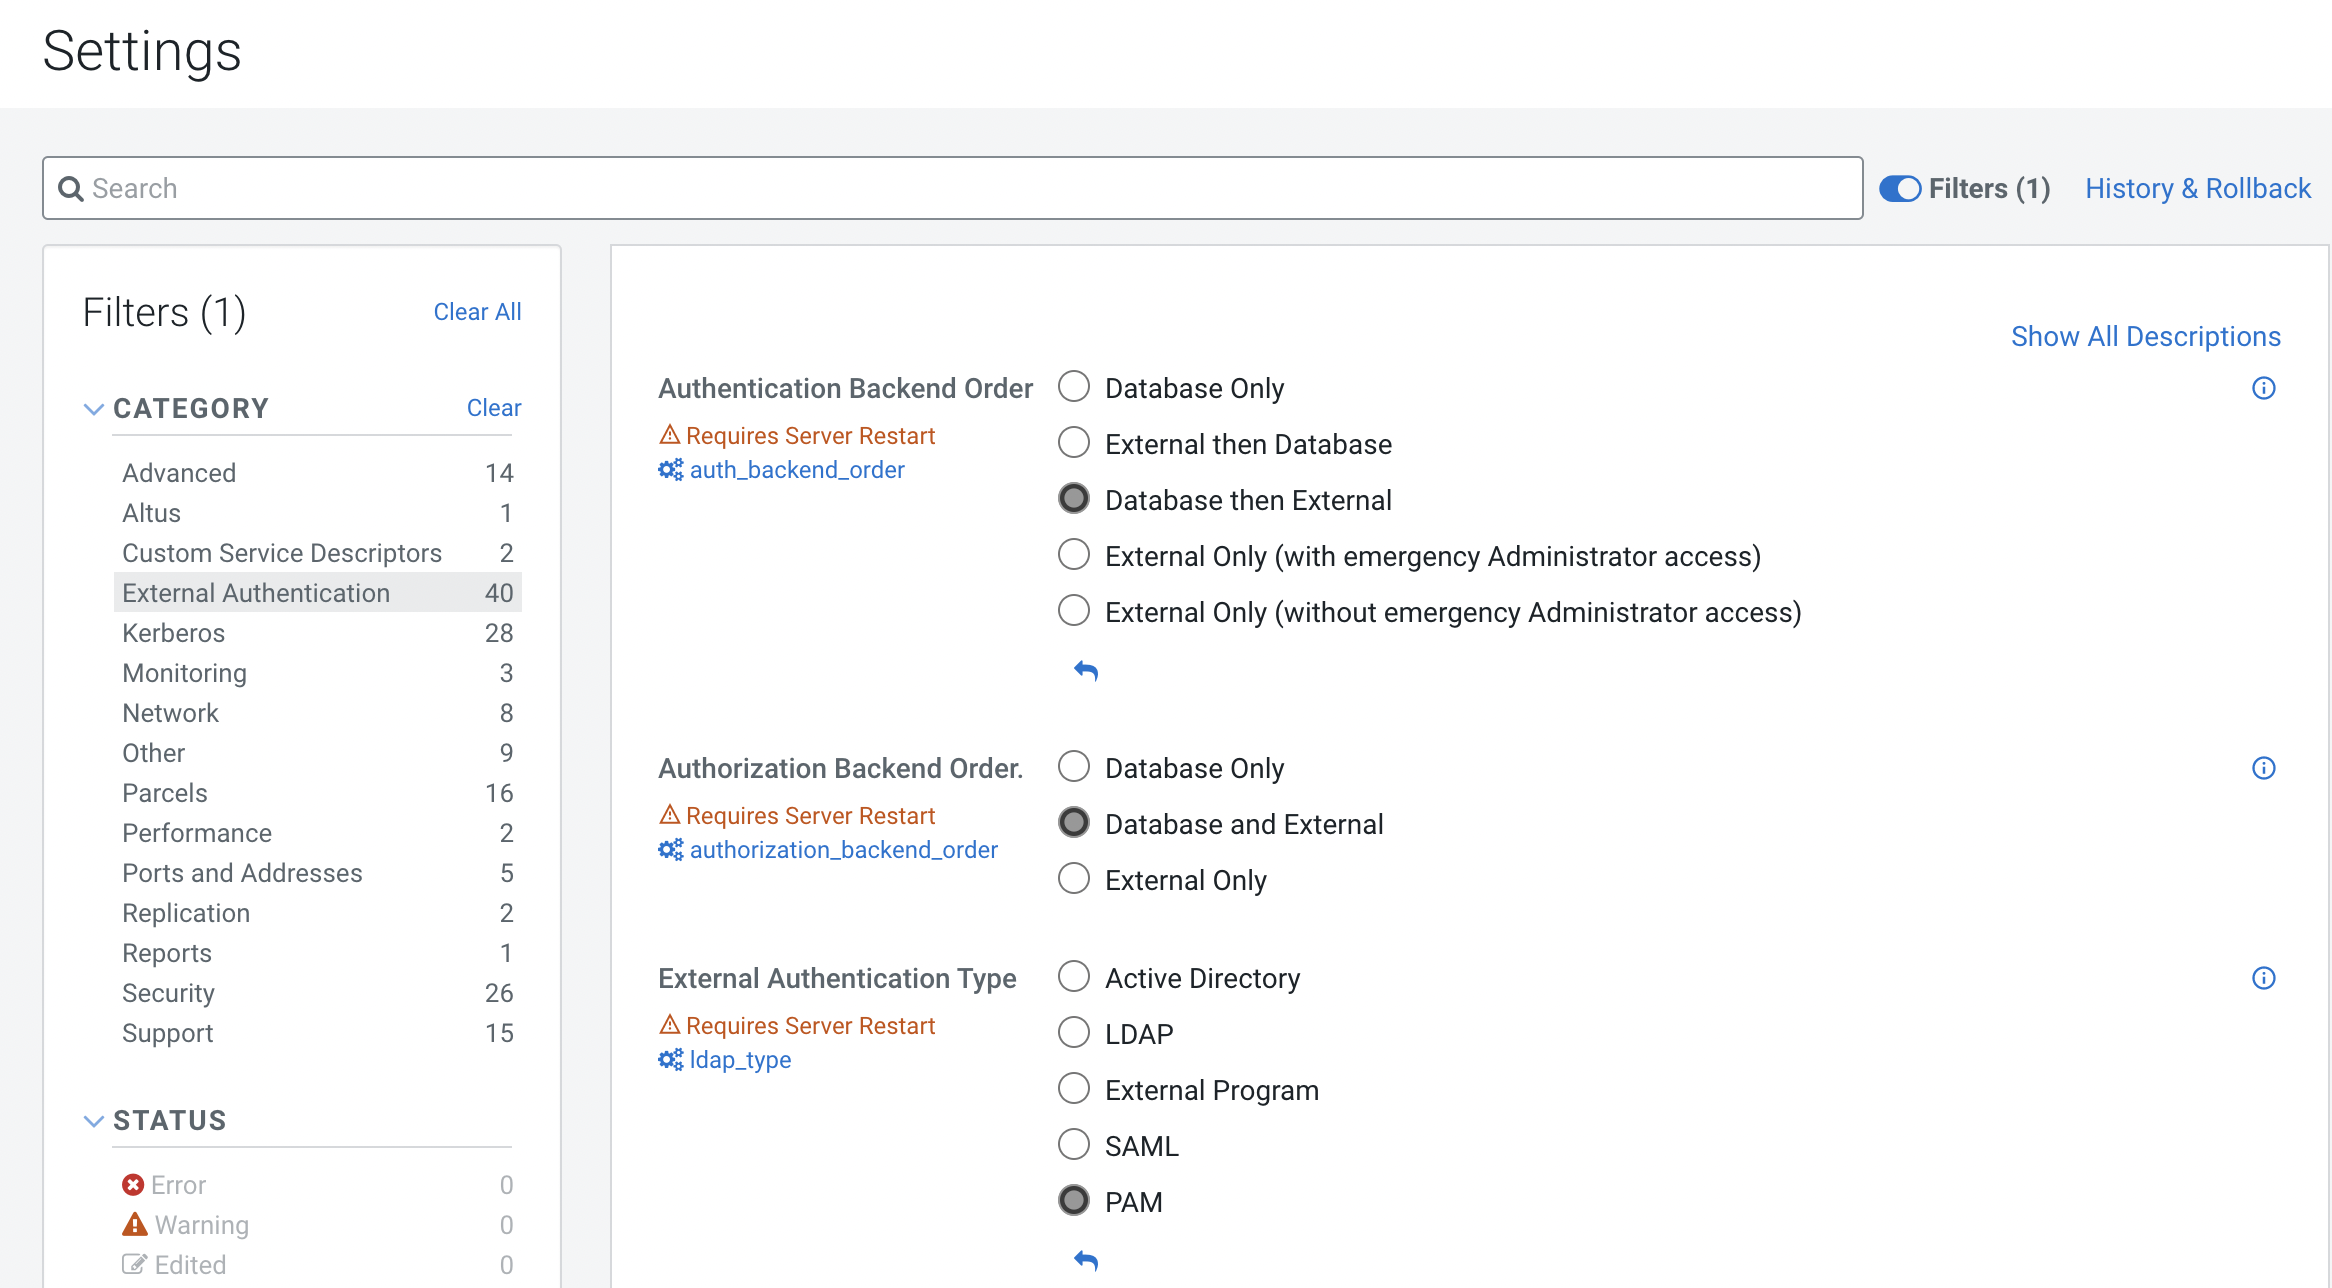 Settings
Search
Filters (1)
History & Rollback
Filters (1)
Clear All
CATEGORY
Clear
Advanced 14
Altus 1
Custom Service Descriptors 2
External Authentication 40
Kerberos 28
Monitoring 3
Network 8
Other 9
Parcels 16
Performance 2
Ports and Addresses 5
Replication 2
Reports 1
Security 26
Support 15
STATUS
Error 0
Warning 0
Edited 0
Show All Descriptions
Authentication Backend Order
Requires Server Restart
auth_backend_order
Database Only
External then Database
Database then External
External Only (with emergency Administrator access)
External Only (without emergency Administrator access)
Authorization Backend Order.
Requires Server Restart
authorization_backend_order
Database Only
Database and External
External Only
External Authentication Type
Requires Server Restart
ldap_type
Active Directory
LDAP
External Program
SAML
PAM